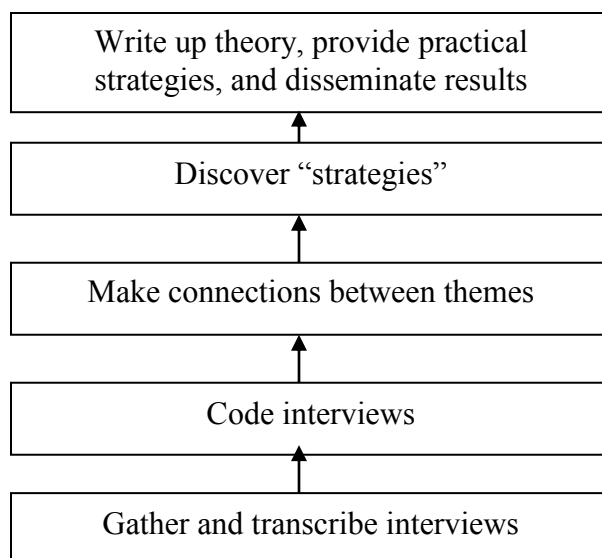 Write up theory, provide practical
strategies, and disseminate results
Discover “strategies”
Make connections between themes
Code interviews
Gather and transcribe interviews